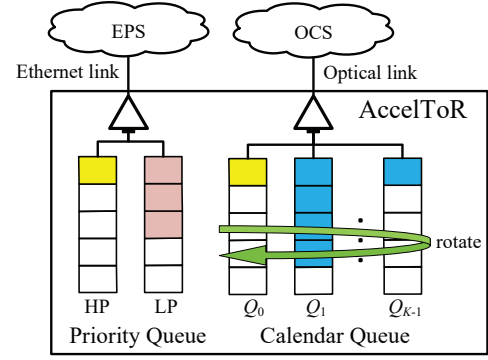 EPS
OCS
Ethernet link
Optical link
AccelToR
rotate
HP
LP
Q0
Q1
QK-1
Priority Queue
Calendar Queue